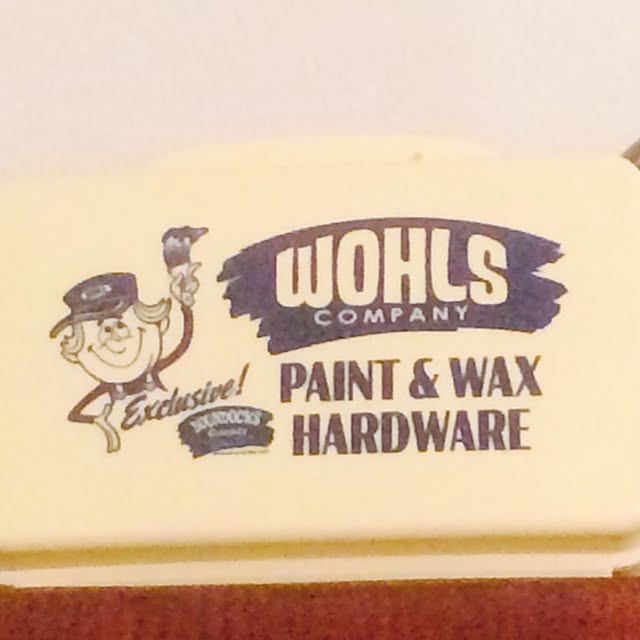 WOHLS
COMPANY
Exclusive!
PAINT & WAX
HARDWARE